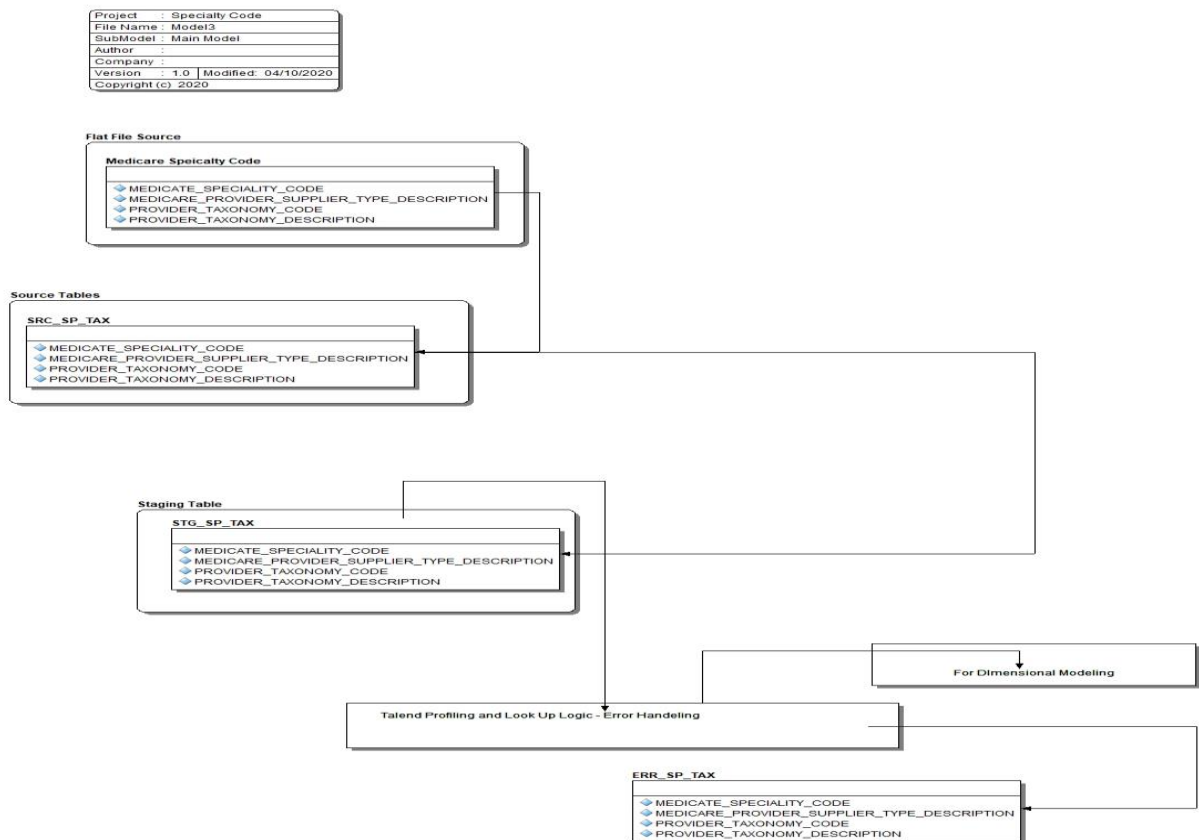 Project : Specialty Code
File Name : Model3
SubModel : Main Model
Author :
Company :
Version : 1.0 Modified: 04/10/2020
Copyright (c) 2020
Flat File Source
Medicare Speicalty Code
MEDICATE_SPECIALITY_CODE
MEDICARE_PROVIDER_SUPPLIER_TYPE_DESCRIPTION
PROVIDER_TAXONOMY_CODE
PROVIDER_TAXONOMY_DESCRIPTION
Source Tables
SRC_SP_TAX
MEDICATE_SPECIALITY_CODE
MEDICARE_PROVIDER_SUPPLIER_TYPE_DESCRIPTION
PROVIDER_TAXONOMY_CODE
PROVIDER_TAXONOMY_DESCRIPTION
Staging Table
STG_SP_TAX
MEDICATE_SPECIALITY_CODE
MEDICARE_PROVIDER_SUPPLIER_TYPE_DESCRIPTION
PROVIDER_TAXONOMY_CODE
PROVIDER_TAXONOMY_DESCRIPTION
For DImensional Modeling
Talend Profiling and Look Up Logic - Error Handeling
ERR_SP_TAX
MEDICATE_SPECIALITY_CODE
MEDICARE_PROVIDER_SUPPLIER_TYPE_DESCRIPTION
PROVIDER_TAXONOMY_CODE
PROVIDER_TAXONOMY_DESCRIPTION